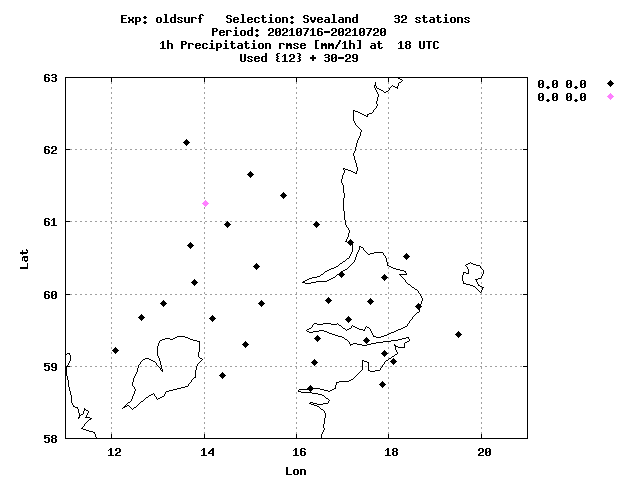 Exp: oldsurf   Selection: Svealand     32 stations
Period: 20210716-20210720
1h Precipitation rmse [mm/1h] at  18 UTC
Used {12} + 30-29
63
62
61
60
59
58
Lat
12
14
16
18
20
Lon
0.0 0.0
0.0 0.0